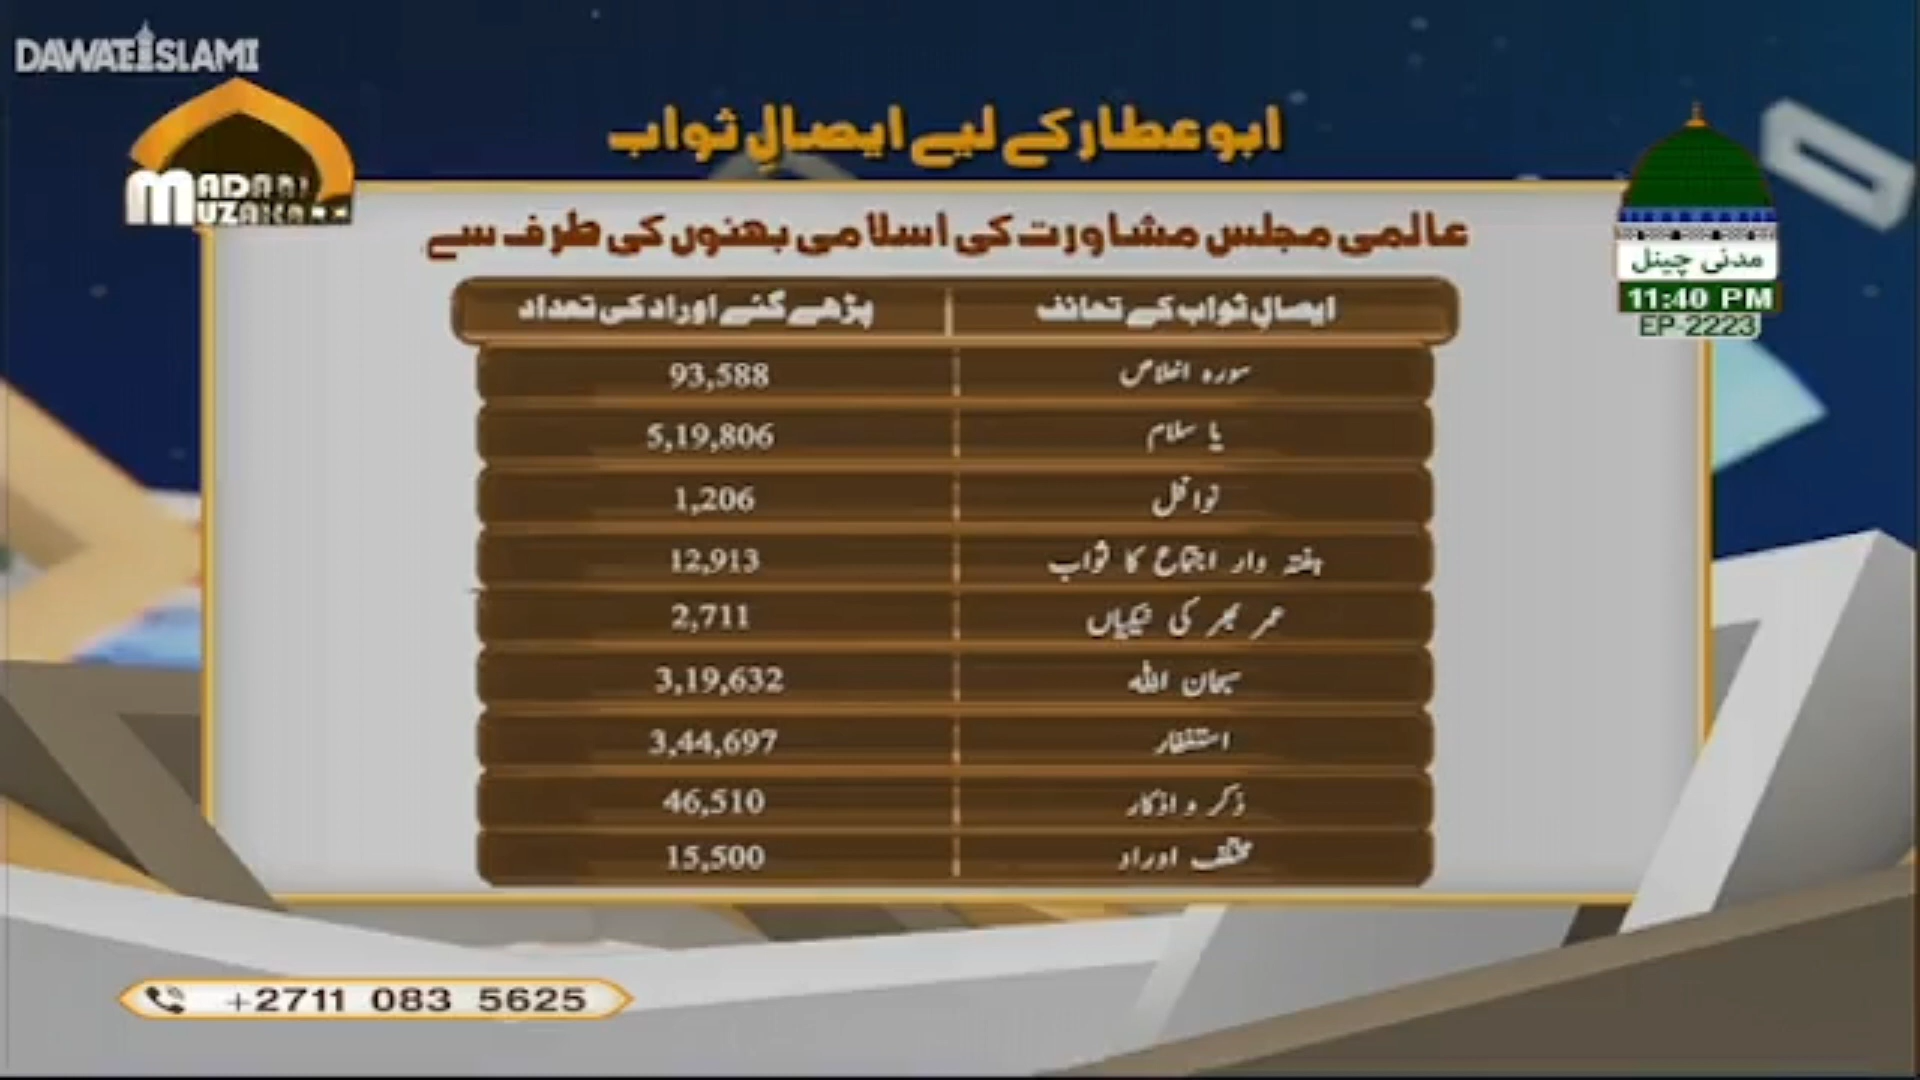 DAWATEISLAMI
MADANI
MUZAKARA
ابو عطار کے لیے ایصالِ ثواب
عالمی مجلس مشاورت کی اسلامی بہنوں کی طرف سے
مدنی چینل
11:40 PM
EP-2223
ایصالِ ثواب کے تحائف پڑھے گئے اوراد کی تعداد
سورہ اخلاص 93,588
یا سلام 5,19,806
نوافل 1,206
ہفتہ وار اجتماع کا ثواب 12,913
عمر بھر کی نیکیاں 2,711
سبحان اللہ 3,19,632
استغفار 3,44,697
ذکر و اذکار 46,510
مختلف اوراد 15,500
+2711 083 5625